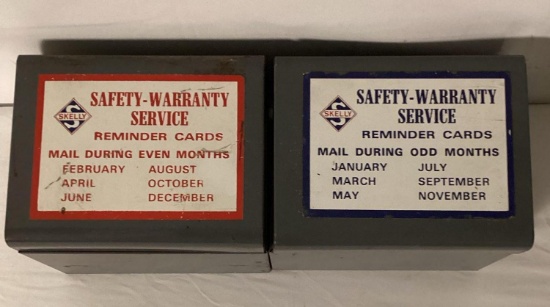 SKELLY
S
SAFETY-WARRANTY
SERVICE
REMINDER CARDS
MAIL DURING EVEN MONTHS
FEBRUARY AUGUST
APRIL OCTOBER
JUNE DECEMBER
SKELLY
S
SAFETY-WARRANTY
SERVICE
REMINDER CARDS
MAIL DURING ODD MONTHS
JANUARY JULY
MARCH SEPTEMBER
MAY NOVEMBER